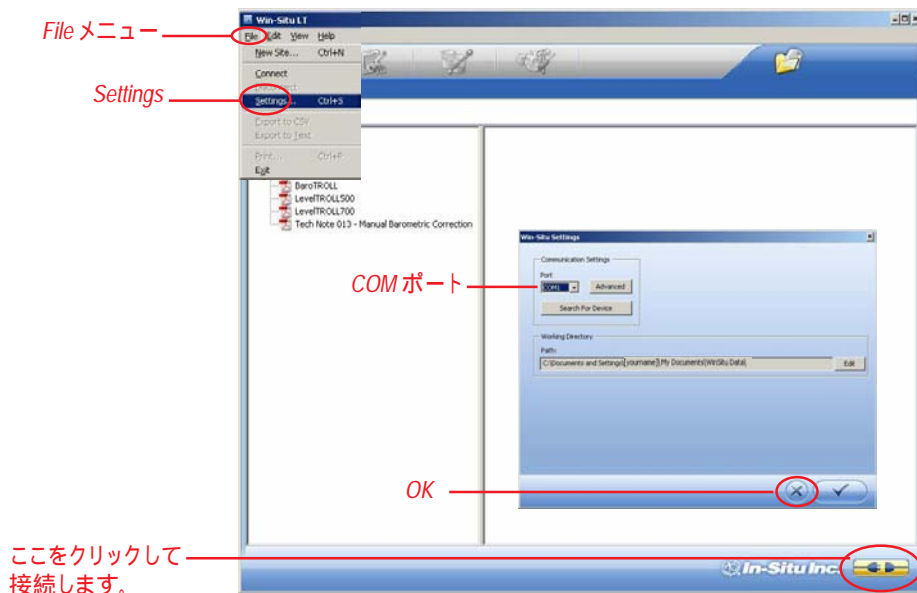 File メニュー
Settings
COM ポート
OK
ここをクリックして
接続します。
Win-Situ LT
File Edit View Help
New Site... Ctrl+N
Connect
Disconnect
Settings... Ctrl+S
Export to CSV
Export to Text
Print... Ctrl+P
Exit
BaroTROLL
LevelTROLL500
LevelTROLL700
Tech Note 013 - Manual Barometric Correction
Win-Situ Settings
Communication Settings
Port
COM1 Advanced
Search For Device
Working Directory
Path:
C:\Documents and Settings\[yourname]\My Documents\WinSitu Data\ Edit
In-Situ Inc.